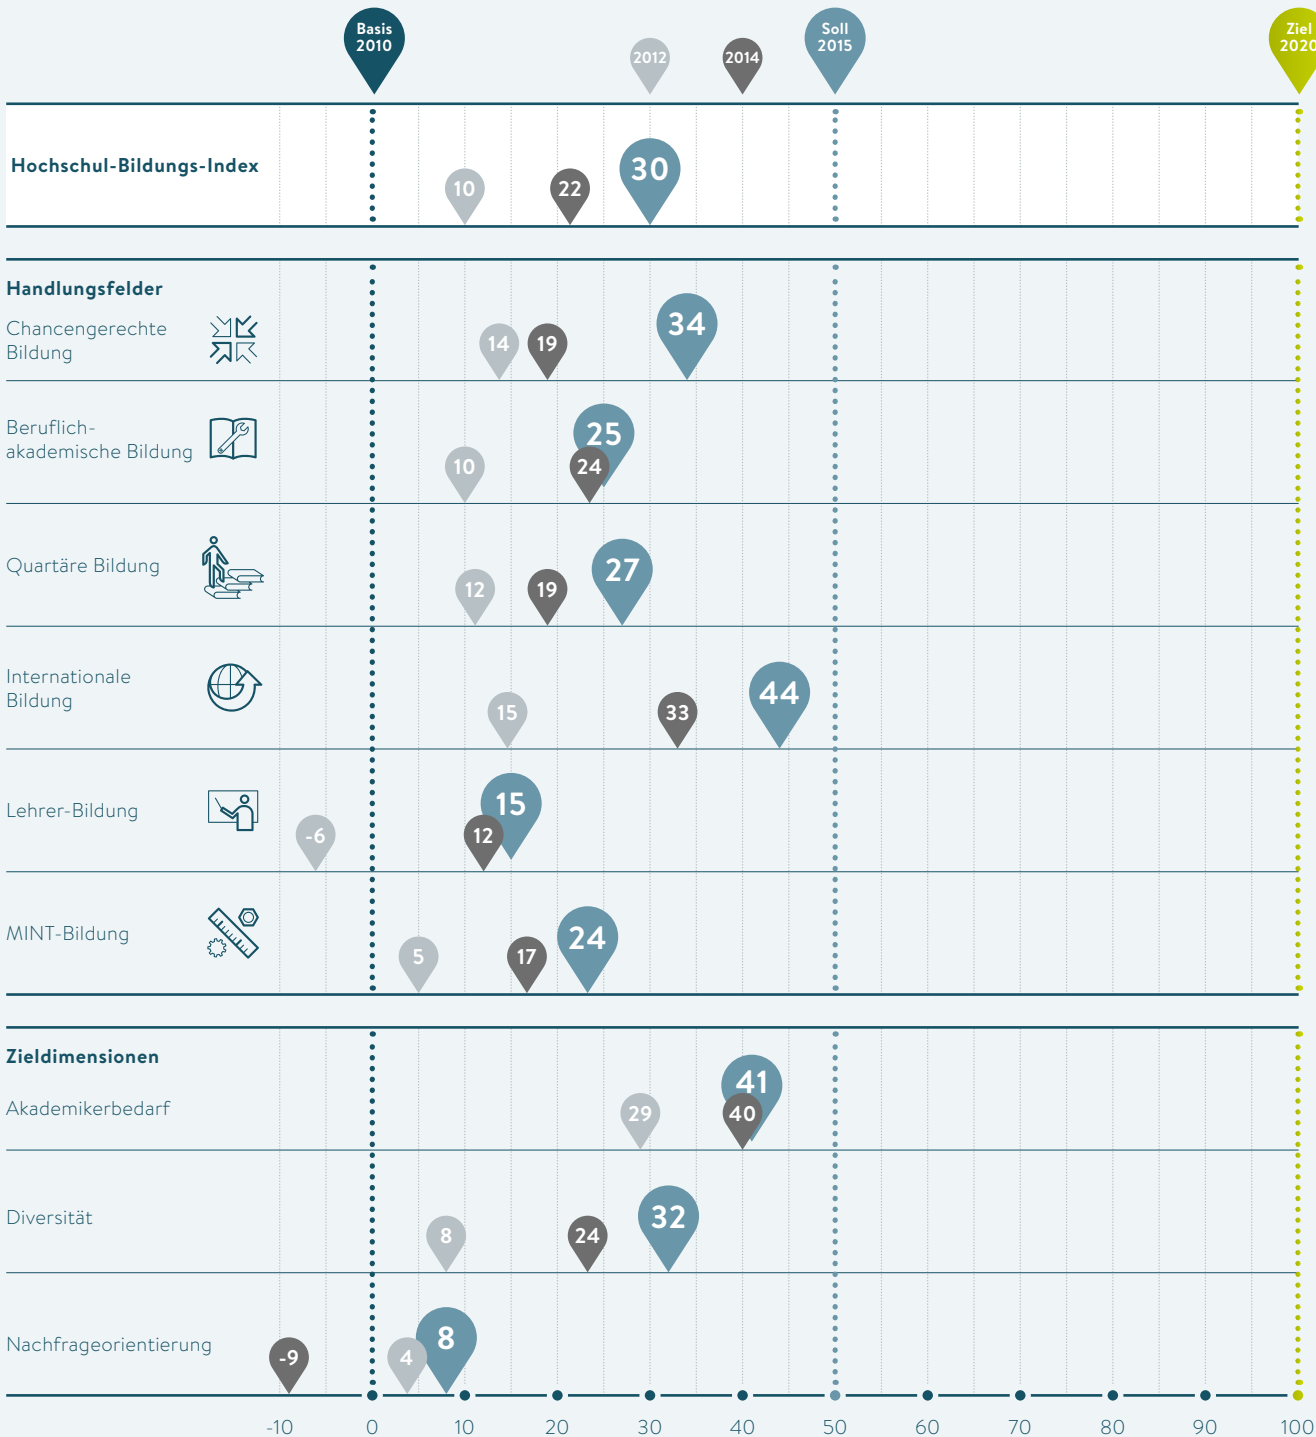 Basis
2010
2012
2014
Soll
2015
Ziel
2020
Hochschul-Bildungs-Index
10
22
30
Handlungsfelder
Chancengerechte
Bildung
14
19
34
Beruflich-
akademische Bildung
10
24
25
Quartäre Bildung
12
19
27
Internationale
Bildung
15
33
44
Lehrer-Bildung
-6
12
15
MINT-Bildung
5
17
24
Zieldimensionen
Akademikerbedarf
29
40
41
Diversität
8
24
32
Nachfrageorientierung
-9
4
8
-10 0 10 20 30 40 50 60 70 80 90 100